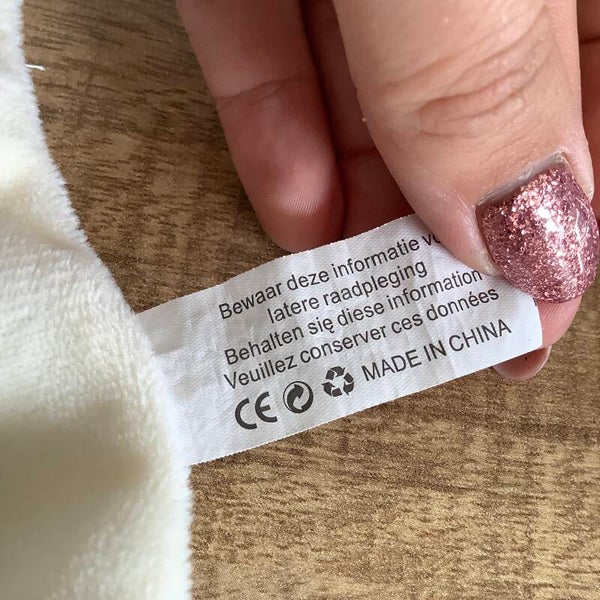 Bewaar deze informatie
latere raadpleging
Behalten się diese information
Veuillez conserver ces données
CE MADE IN CHINA